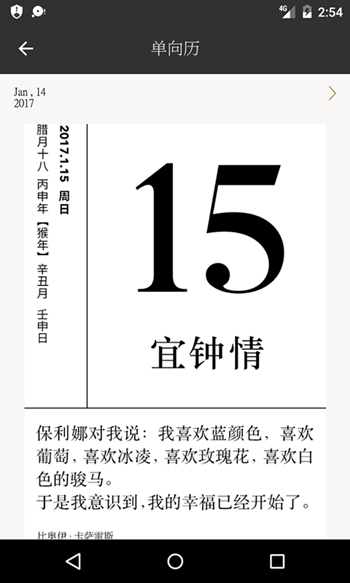 4G 2:54
单向历
Jan , 14
2017
2017.1.15 周日
腊月十八 丙申年【猴年】辛丑月 壬申日
15
宜钟情
保利娜对我说：我喜欢蓝颜色，喜欢
葡萄，喜欢冰凌，喜欢玫瑰花，喜欢白
色的骏马。
于是我意识到，我的幸福已经开始了。
比奥伊·卡萨雷斯